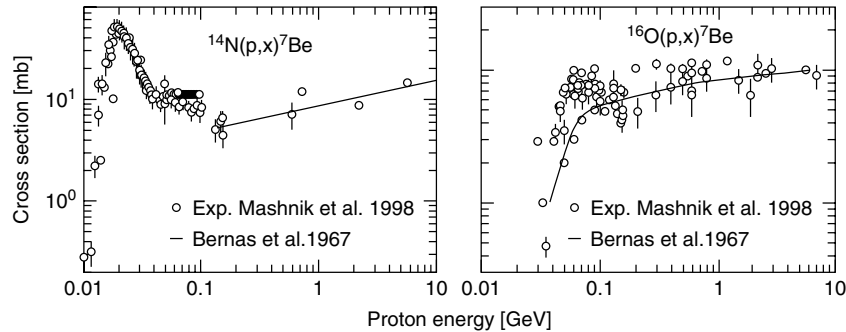 Cross section [mb]
10¹
10⁰
¹⁴N(p,x)⁷Be
Exp. Mashnik et al. 1998
Bernas et al.1967
0.01
0.1
1
10
¹⁶O(p,x)⁷Be
Exp. Mashnik et al. 1998
Bernas et al.1967
0.01
0.1
1
10
Proton energy [GeV]